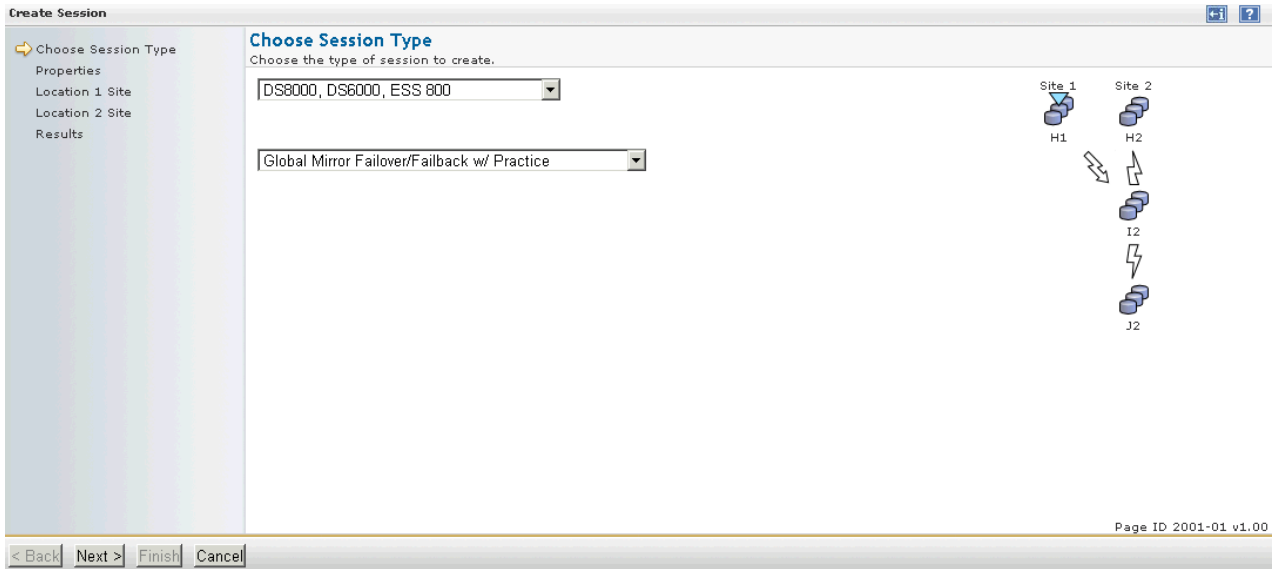 Create Session
?
Choose Session Type
Properties
Location 1 Site
Location 2 Site
Results
Choose Session Type
Choose the type of session to create.
DS8000, DS6000, ESS 800
Global Mirror Failover/Failback w/ Practice
Site 1 Site 2
H1 H2
I2
J2
Page ID 2001-01 v1.00
< Back Next > Finish Cancel